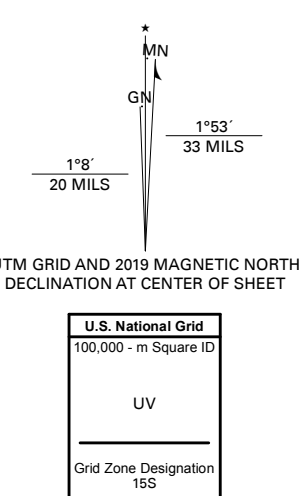 ★
MN
GN
1°53´
33 MILS
1°8´
20 MILS
UTM GRID AND 2019 MAGNETIC NORTH
DECLINATION AT CENTER OF SHEET
U.S. National Grid
100,000 - m Square ID
UV
Grid Zone Designation
15S